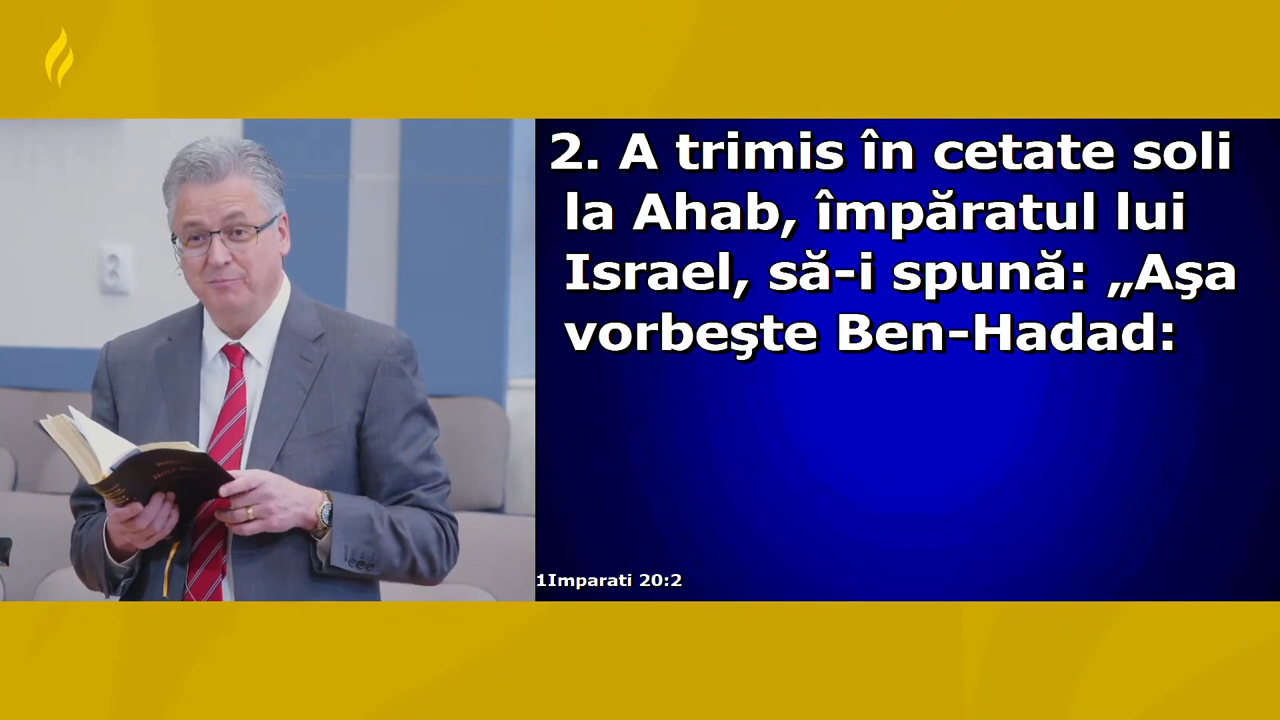 2. A trimis în cetate soli
la Ahab, împăratul lui
Israel, să-i spună: „Aşa
vorbeşte Ben-Hadad:
1Imparati 20:2